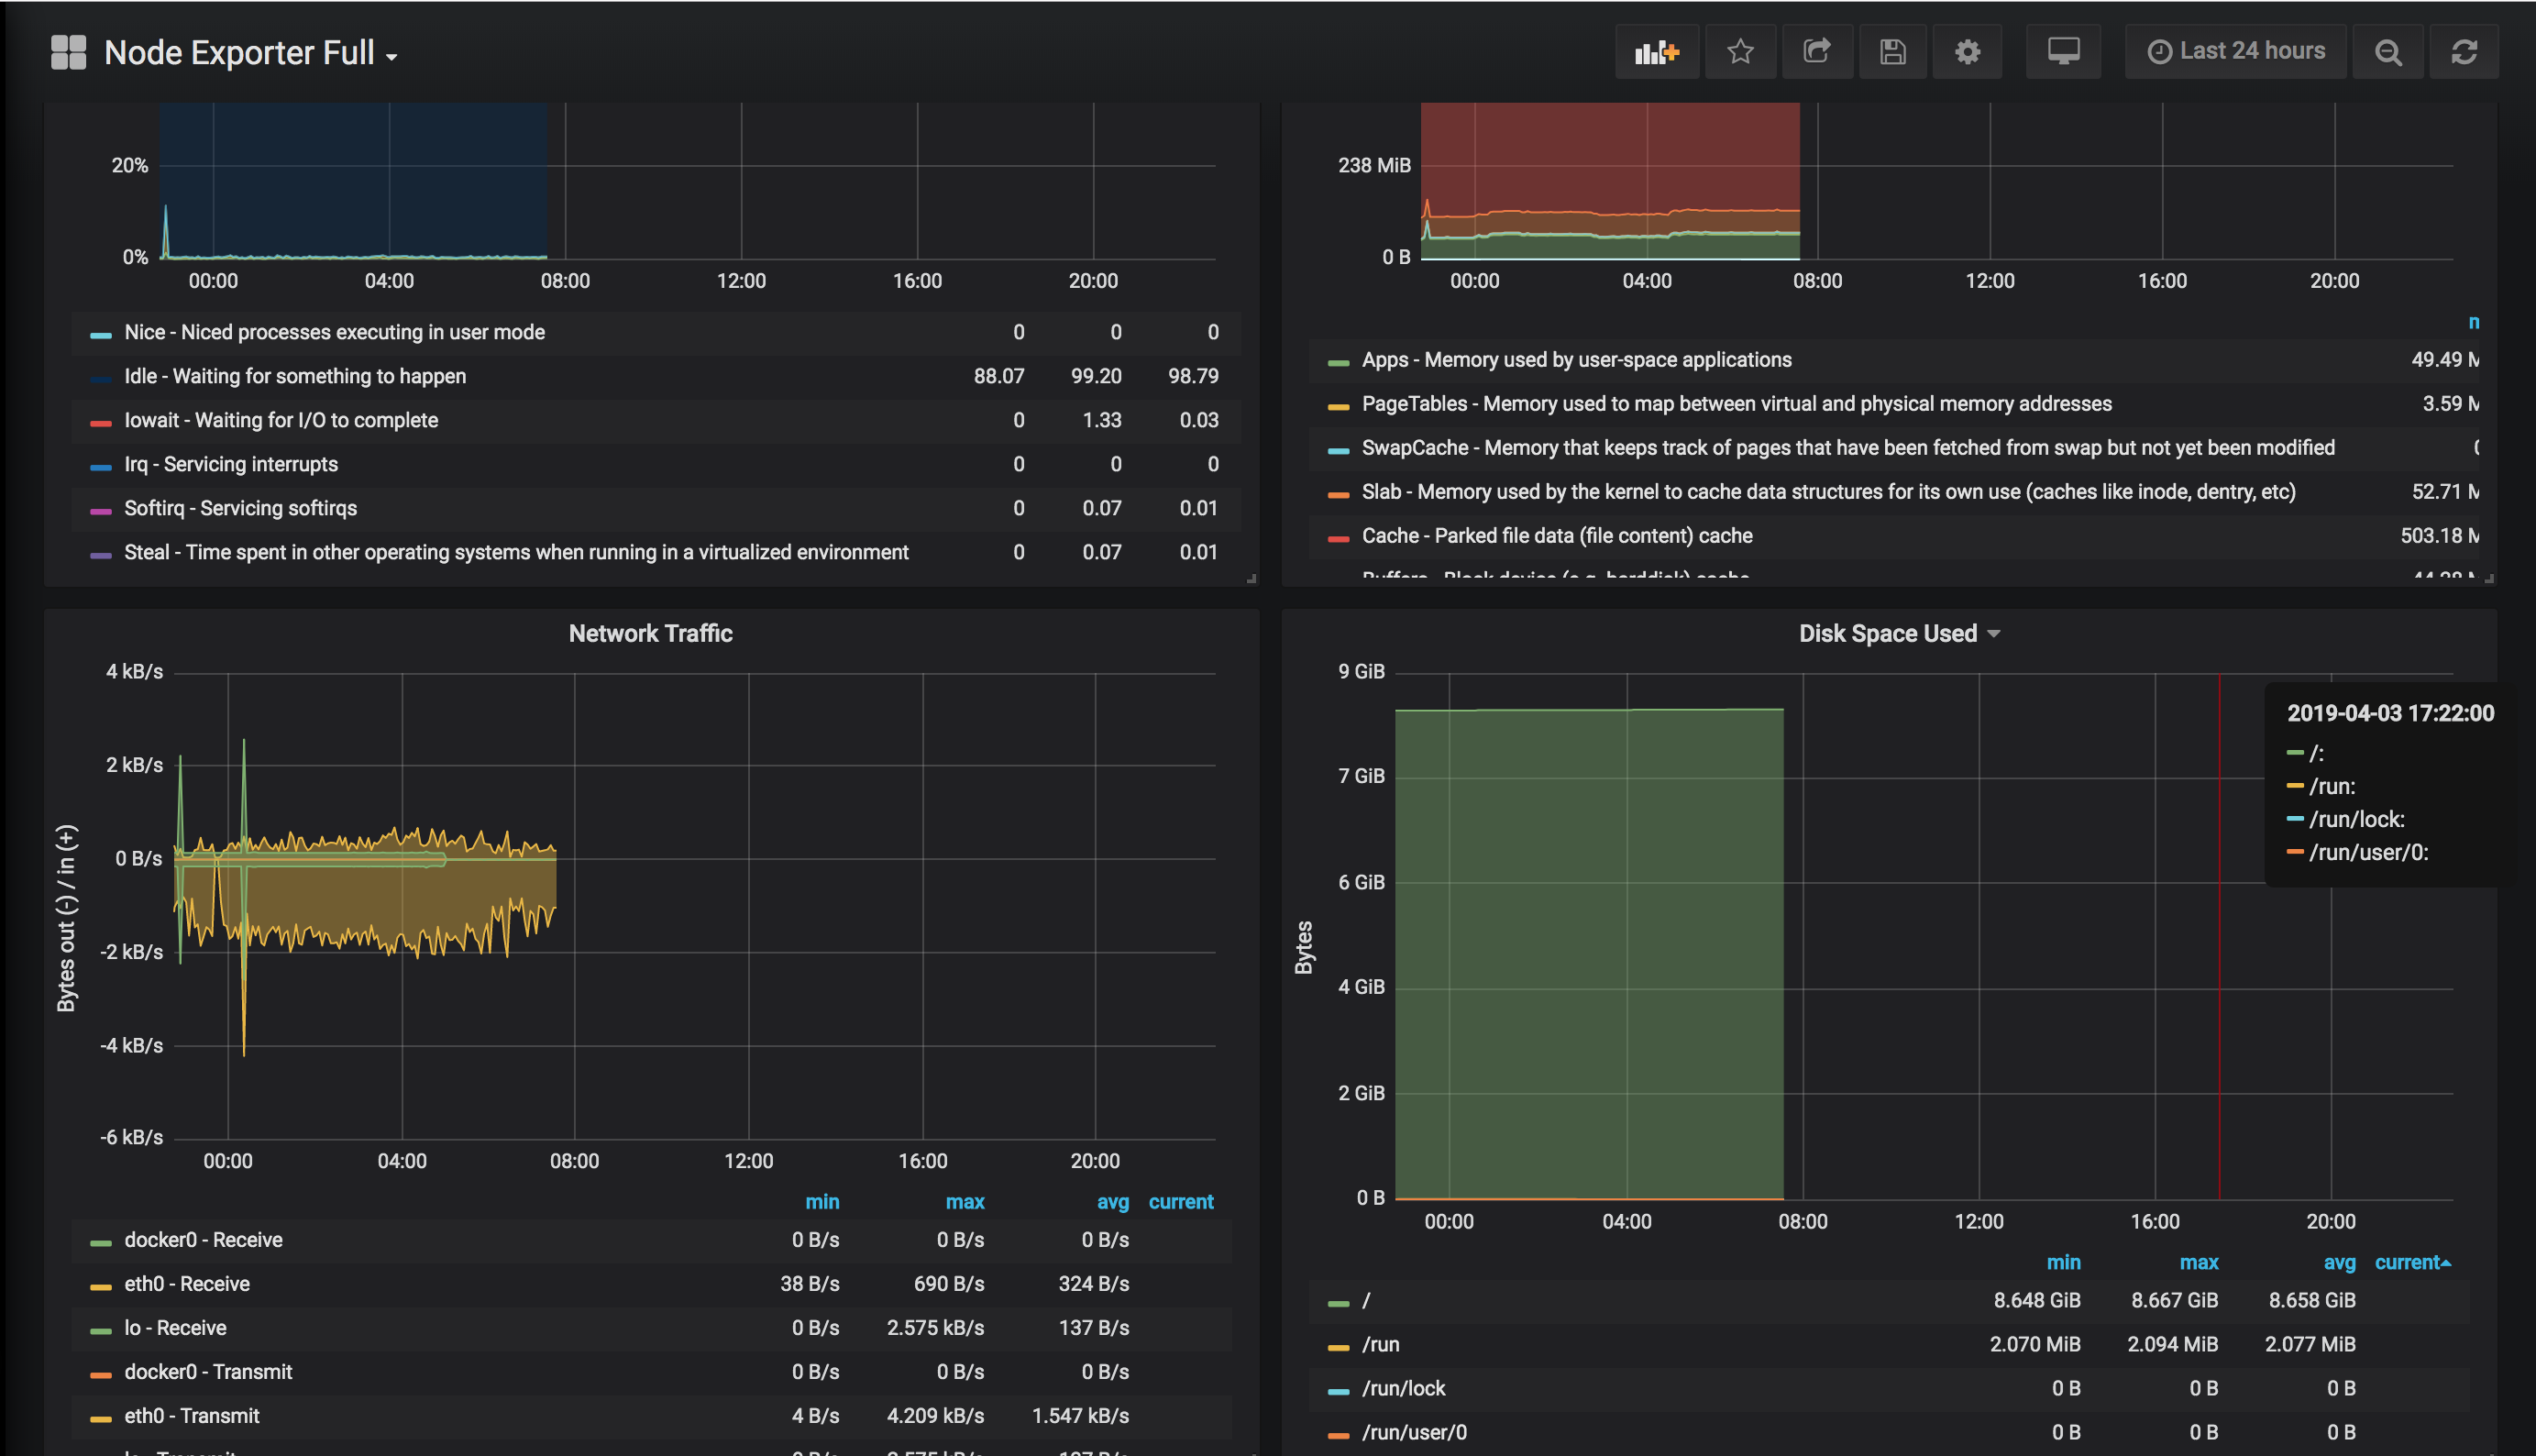 Node Exporter Full
Last 24 hours
20%
0%
00:00 04:00 08:00 12:00 16:00 20:00
Nice - Niced processes executing in user mode 0 0 0
Idle - Waiting for something to happen 88.07 99.20 98.79
Iowait - Waiting for I/O to complete 0 1.33 0.03
Irq - Servicing interrupts 0 0 0
Softirq - Servicing softirqs 0 0.07 0.01
Steal - Time spent in other operating systems when running in a virtualized environment 0 0.07 0.01
238 MiB
0 B
00:00 04:00 08:00 12:00 16:00 20:00
Apps - Memory used by user-space applications 49.49
PageTables - Memory used to map between virtual and physical memory addresses 3.59
SwapCache - Memory that keeps track of pages that have been fetched from swap but not yet been modified
Slab - Memory used by the kernel to cache data structures for its own use (caches like inode, dentry, etc) 52.71
Cache - Parked file data (file content) cache 503.18
Network Traffic
Bytes out (-) / in (+)
4 kB/s
2 kB/s
0 B/s
-2 kB/s
-4 kB/s
-6 kB/s
00:00 04:00 08:00 12:00 16:00 20:00
min max avg current
docker0 - Receive 0 B/s 0 B/s 0 B/s
eth0 - Receive 38 B/s 690 B/s 324 B/s
lo - Receive 0 B/s 2.575 kB/s 137 B/s
docker0 - Transmit 0 B/s 0 B/s 0 B/s
eth0 - Transmit 4 B/s 4.209 kB/s 1.547 kB/s
Disk Space Used
Bytes
9 GiB
7 GiB
6 GiB
4 GiB
2 GiB
0 B
00:00 04:00 08:00 12:00 16:00 20:00
2019-04-03 17:22:00
/:
/run:
/run/lock:
/run/user/0:
min max avg current
/ 8.648 GiB 8.667 GiB 8.658 GiB
/run 2.070 MiB 2.094 MiB 2.077 MiB
/run/lock 0 B 0 B 0 B
/run/user/0 0 B 0 B 0 B